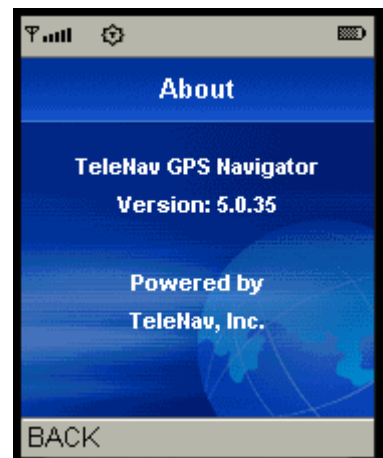 About
TeleNav GPS Navigator
Version: 5.0.35
Powered by
TeleNav, Inc.
BACK